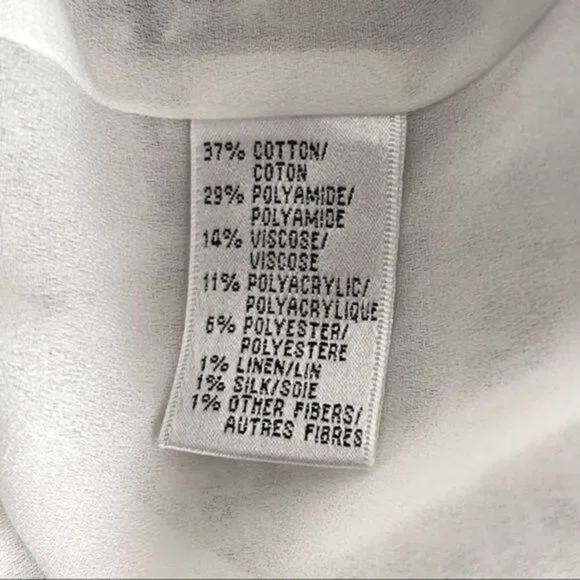 37% COTTON/
COTON
29% POLYAMIDE/
POLYAMIDE
14% VISCOSE/
VISCOSE
11% POLYACRYLIC/
POLYACRYLIQUE
6% POLYESTER/
POLYESTERE
1% LINEN/LIN
1% SILK/SOIE
1% OTHER FIBERS/
AUTRES FIBRES